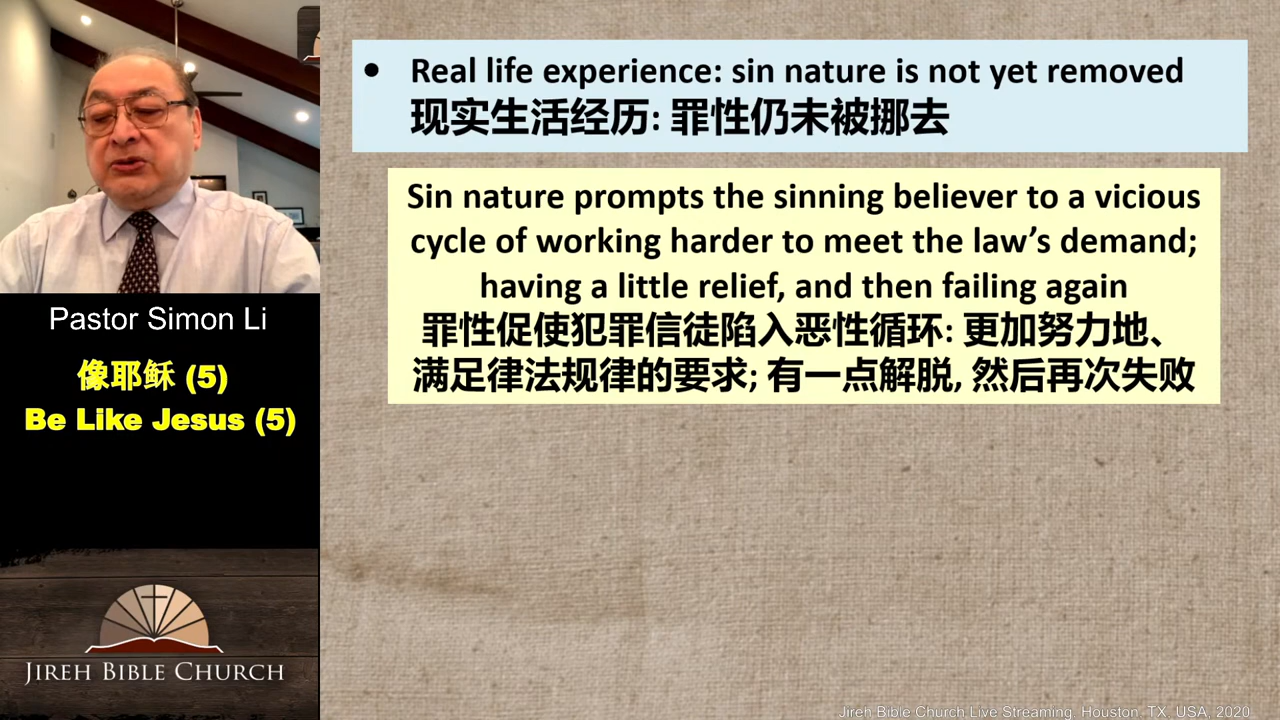 Real life experience: sin nature is not yet removed
现实生活经历: 罪性仍未被挪去
Sin nature prompts the sinning believer to a vicious
cycle of working harder to meet the law’s demand;
having a little relief, and then failing again
罪性促使犯罪信徒陷入恶性循环: 更加努力地、
满足律法规律的要求; 有一点解脱, 然后再次失败
Pastor Simon Li
像耶稣 (5)
Be Like Jesus (5)
JIREH BIBLE CHURCH
Jireh Bible Church Live Streaming, Houston, TX, USA, 2020